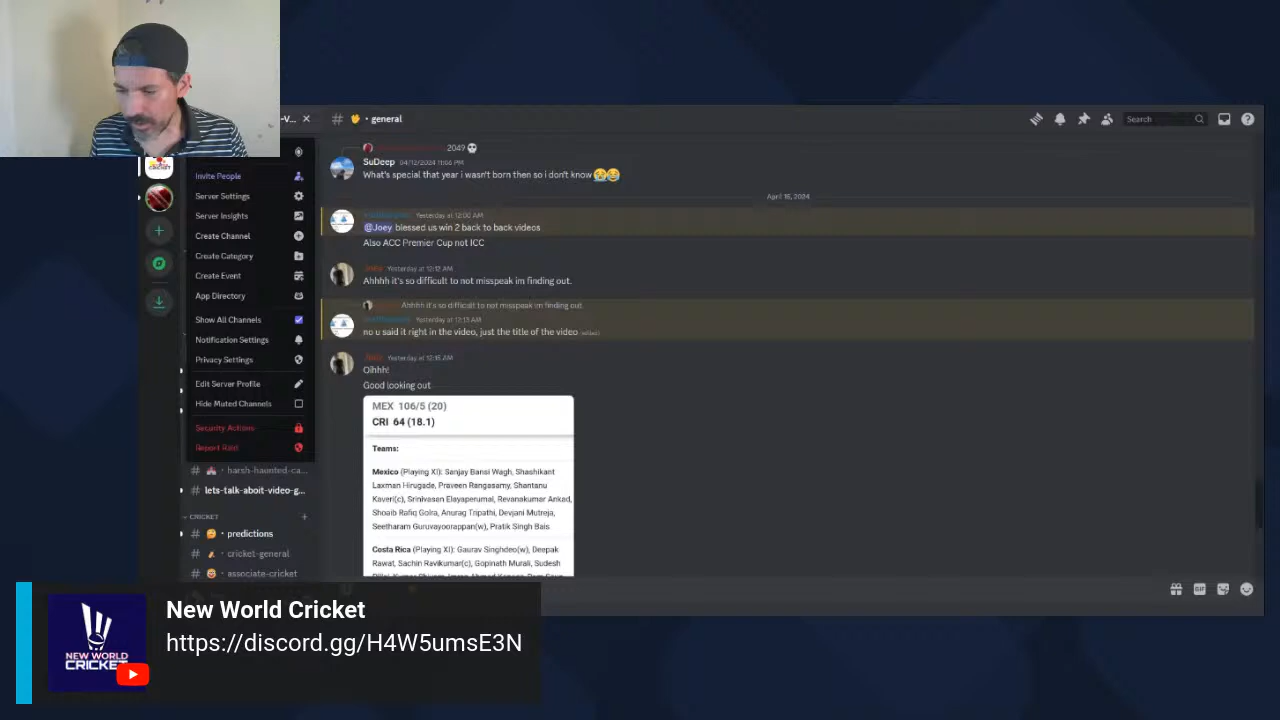 general
Search
Invite People
Server Settings
Server Insights
Create Channel
Create Category
Create Event
App Directory
Show All Channels
Notification Settings
Privacy Settings
Edit Server Profile
Hide Muted Channels
Security Actions
Report Raid
harsh-haunted-ca...
lets-talk-aboit-video-g...
CRICKET
predictions
cricket-general
associate-cricket
2049
SuDeep 04/12/2024 11:06 PM
What's special that year i wasn't born then so i don't know
Yesterday at 12:00 AM
@Joey blessed us win 2 back to back videos
Also ACC Premier Cup not ICC
Yesterday at 12:12 AM
Ahhhh it's so difficult to not misspeak im finding out.
Ahhhh it's so difficult to not misspeak im finding out.
Yesterday at 12:13 AM
no u said it right in the video, just the title of the video (edited)
Yesterday at 12:15 AM
Good looking out
MEX 106/5 (20)
CRI 64 (18.1)
Teams:
Mexico (Playing XI): Sanjay Bansi Wagh, Shashikant
Laxman Hirugade, Praveen Rangasamy, Shantanu
Kaveri(c), Srinivasen Elayaperumal, Revanakumar Ankad,
Shoaib Rafiq Golra, Anurag Tripathi, Devjani Mutreja,
Seetharam Guruvayoorappan(w), Pratik Singh Bais
Costa Rica (Playing XI): Gaurav Singhdeo(w), Deepak
Rawat, Sachin Ravikumar(c), Gopinath Murali, Sudesh
New World Cricket
https://discord.gg/H4W5umsE3N
NEW WORLD
CRICKET